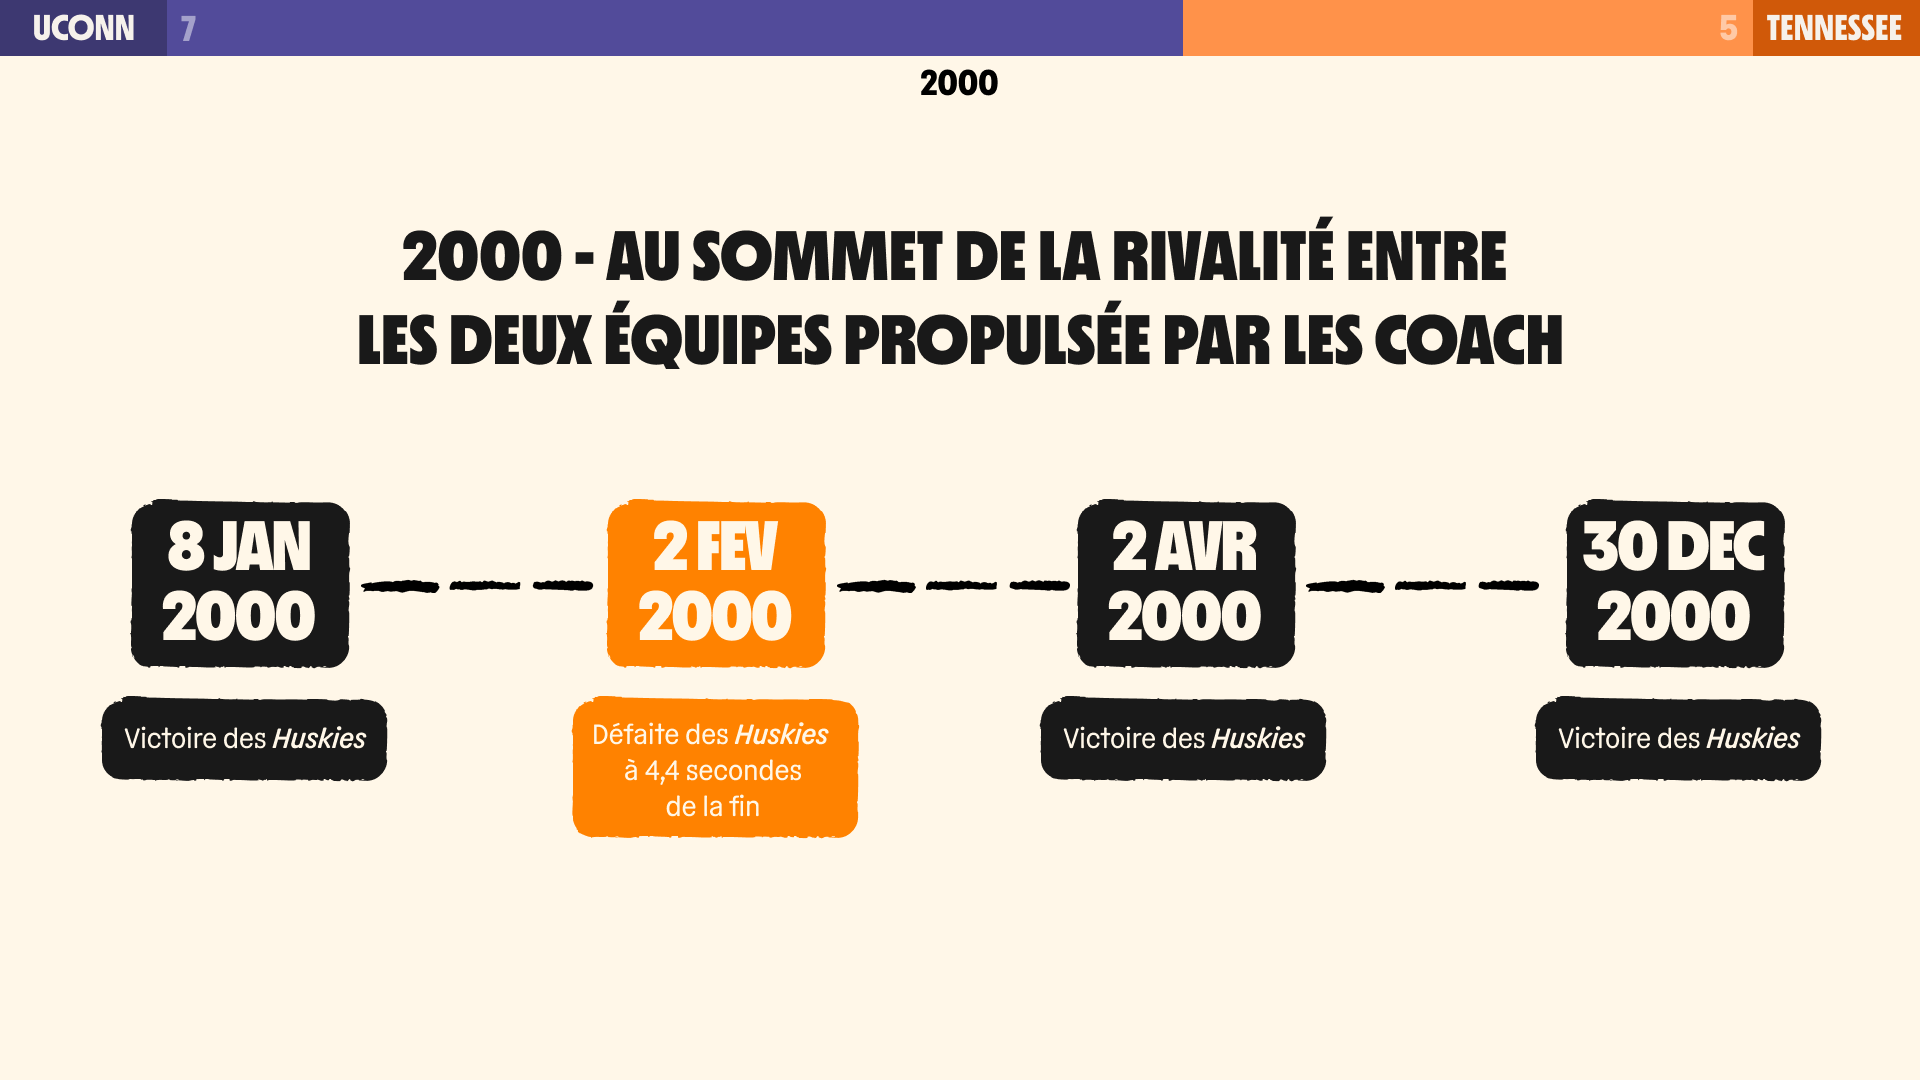 UCONN 7 5 TENNESSEE
2000
2000 - AU SOMMET DE LA RIVALITÉ ENTRE
LES DEUX ÉQUIPES PROPULSÉE PAR LES COACH
8 JAN
2000
Victoire des Huskies
2 FEV
2000
Défaite des Huskies
à 4,4 secondes
de la fin
2 AVR
2000
Victoire des Huskies
30 DEC
2000
Victoire des Huskies